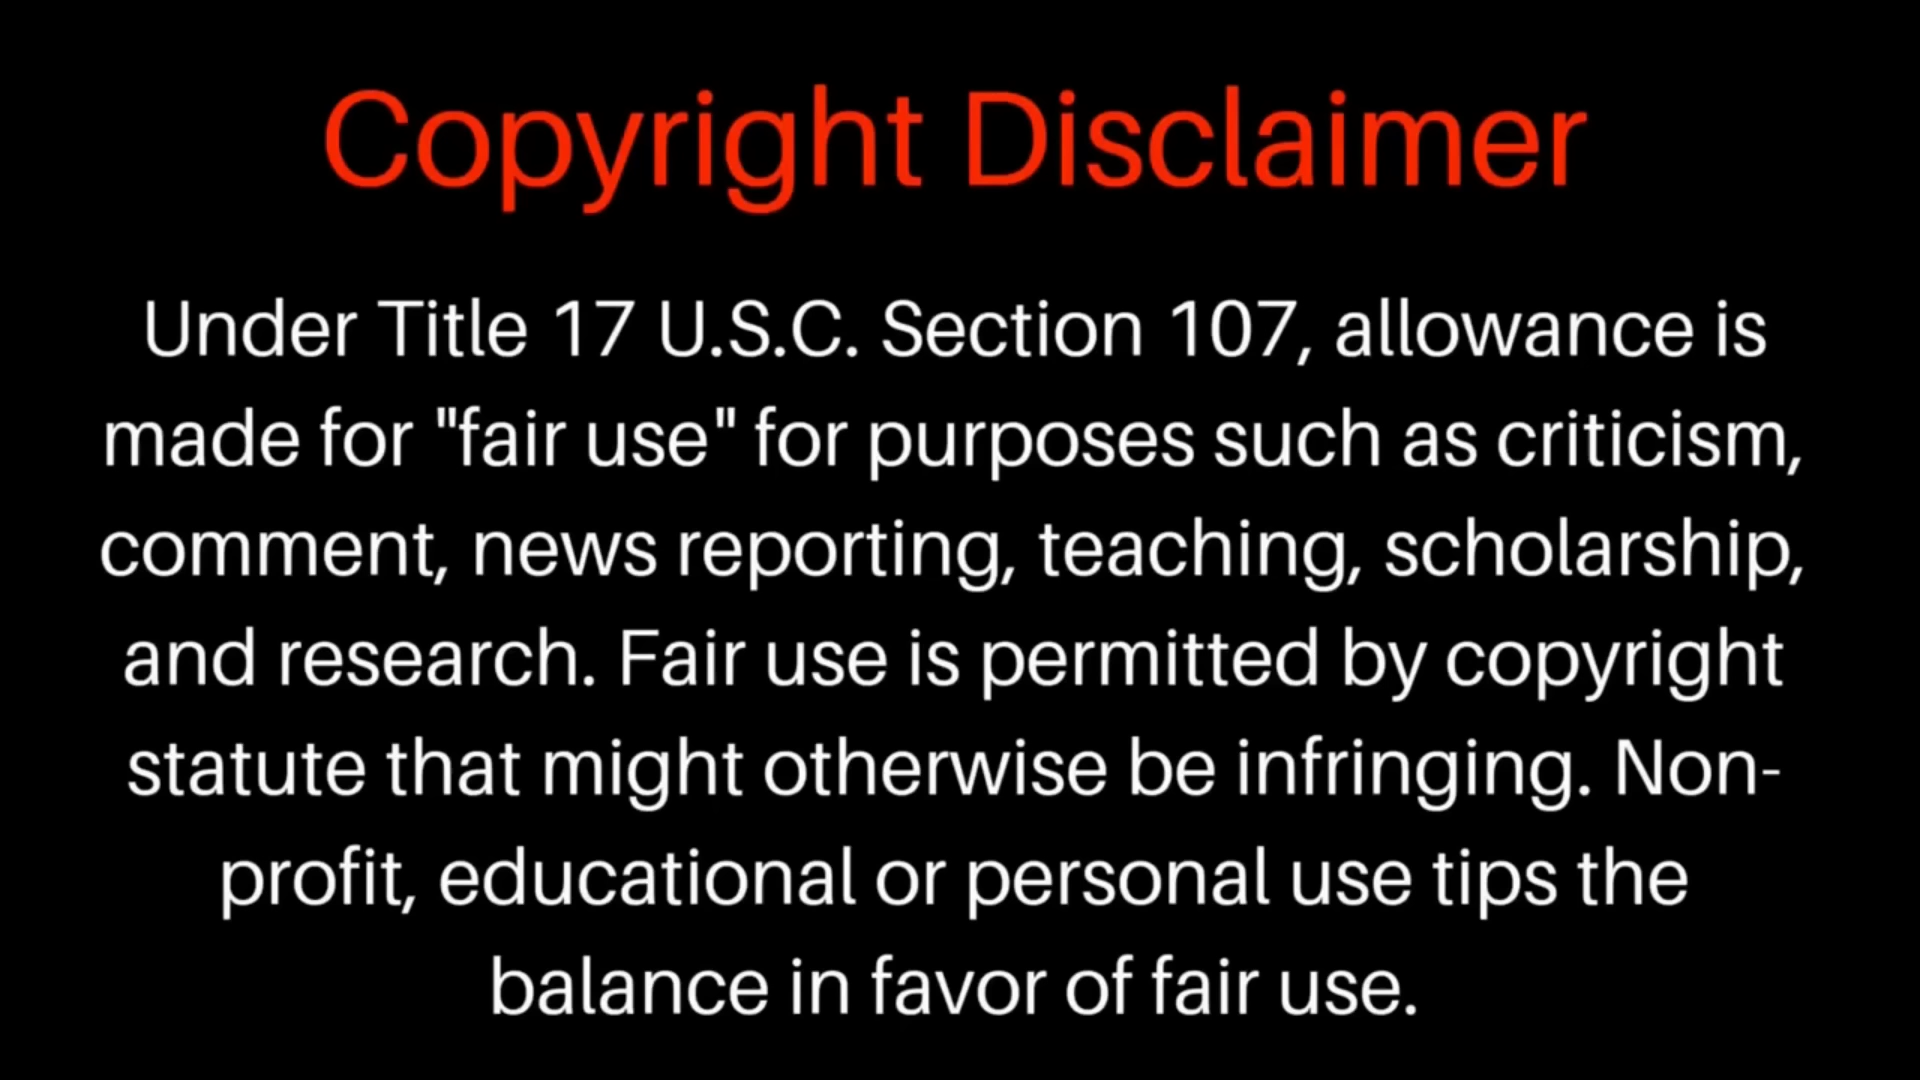 Copyright Disclaimer
Under Title 17 U.S.C. Section 107, allowance is
made for "fair use" for purposes such as criticism,
comment, news reporting, teaching, scholarship,
and research. Fair use is permitted by copyright
statute that might otherwise be infringing. Non-
profit, educational or personal use tips the
balance in favor of fair use.